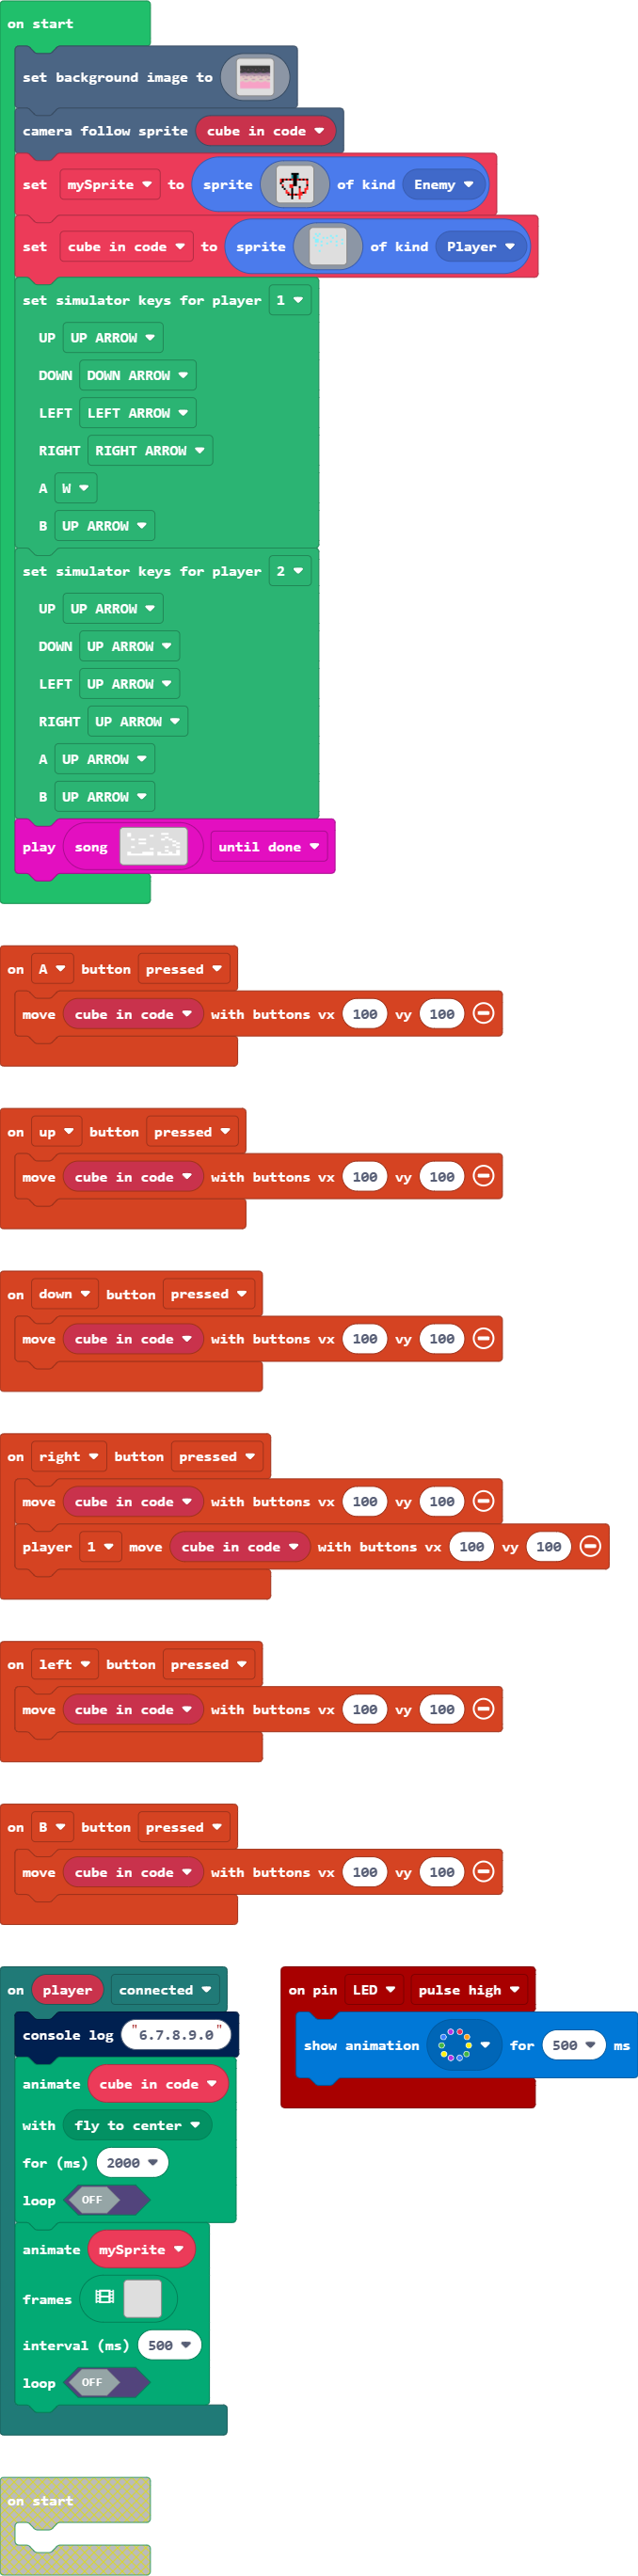 on start
set background image to
camera follow sprite cube in code
set mySprite to sprite of kind Enemy
set cube in code to sprite of kind Player
set simulator keys for player 1
UP UP ARROW
DOWN DOWN ARROW
LEFT LEFT ARROW
RIGHT RIGHT ARROW
A W
B UP ARROW
set simulator keys for player 2
UP UP ARROW
DOWN UP ARROW
LEFT UP ARROW
RIGHT UP ARROW
A UP ARROW
B UP ARROW
play song until done
on A button pressed
move cube in code with buttons vx 100 vy 100
on up button pressed
move cube in code with buttons vx 100 vy 100
on down button pressed
move cube in code with buttons vx 100 vy 100
on right button pressed
move cube in code with buttons vx 100 vy 100
player 1 move cube in code with buttons vx 100 vy 100
on left button pressed
move cube in code with buttons vx 100 vy 100
on B button pressed
move cube in code with buttons vx 100 vy 100
on player connected
console log "6.7.8.9.0"
animate cube in code
with fly to center
for (ms) 2000
loop OFF
animate mySprite
frames
interval (ms) 500
loop OFF
on pin LED pulse high
show animation for 500 ms
on start